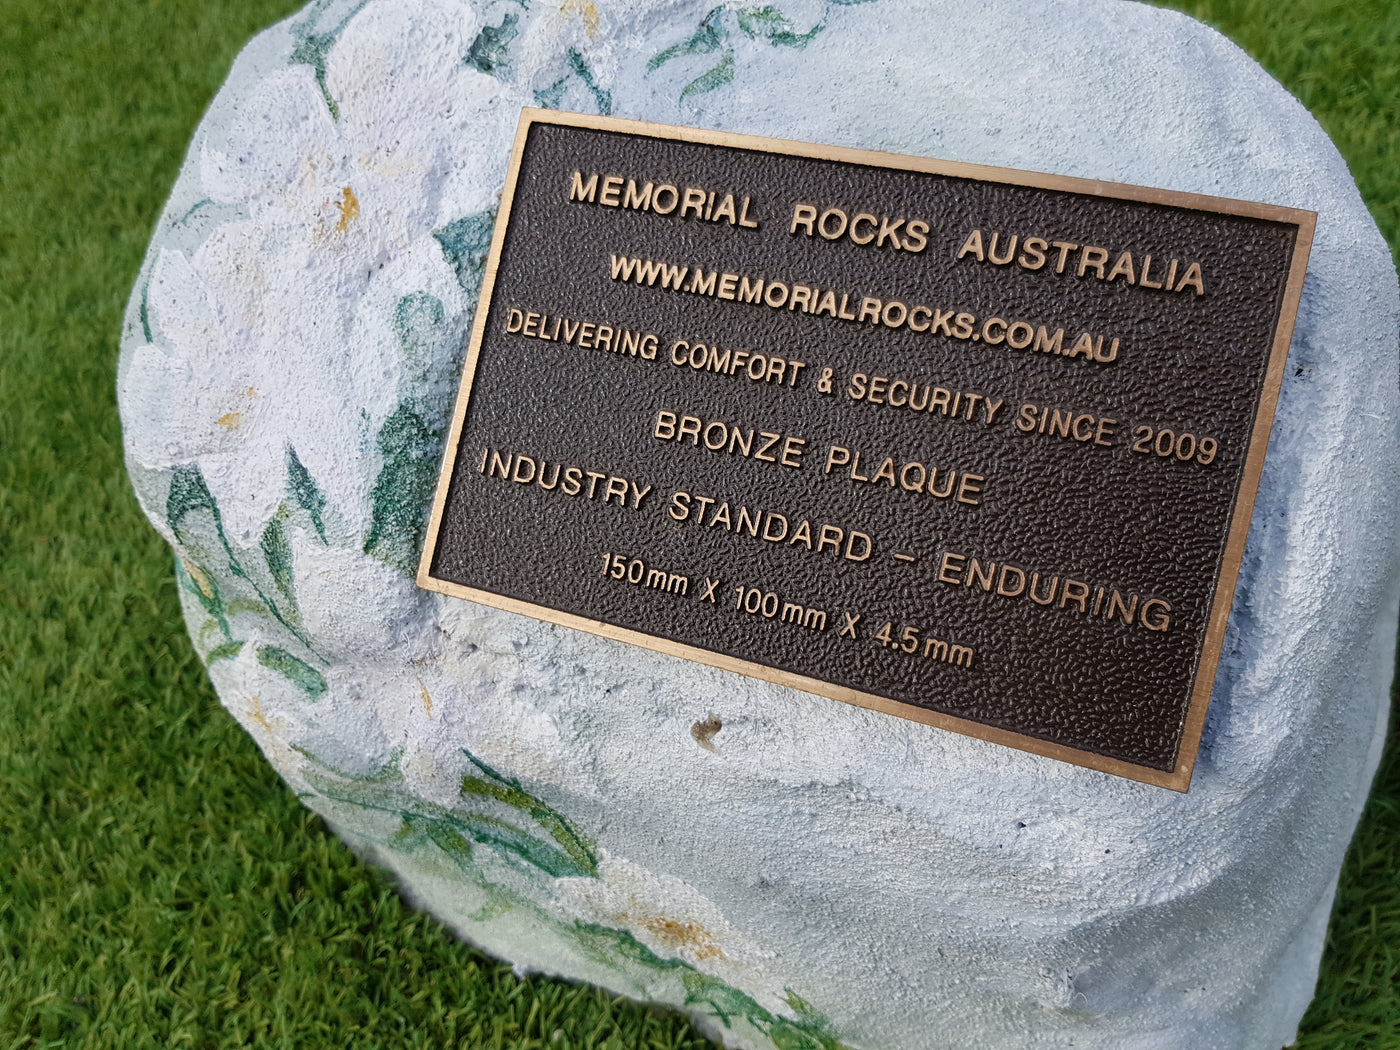 MEMORIAL ROCKS AUSTRALIA
WWW.MEMORIALROCKS.COM.AU
DELIVERING COMFORT & SECURITY SINCE 2009
BRONZE PLAQUE
INDUSTRY STANDARD – ENDURING
150mm X 100mm X 4.5mm